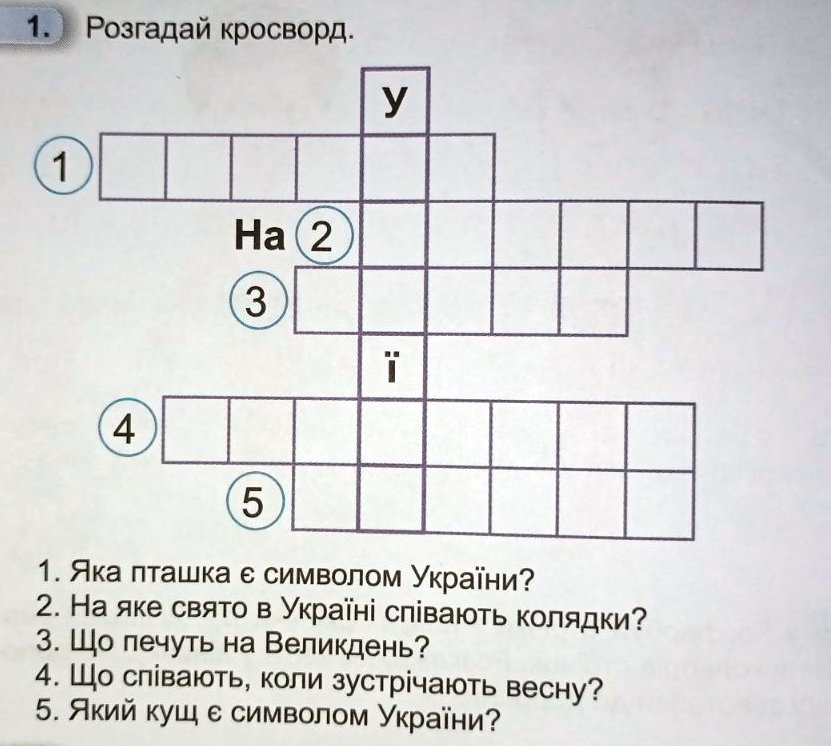 1. Розгадай кросворд.
У
1
На 2
3
ї
4
5
1. Яка пташка є символом України?
2. На яке свято в Україні співають колядки?
3. Що печуть на Великдень?
4. Що співають, коли зустрічають весну?
5. Який кущ є символом України?